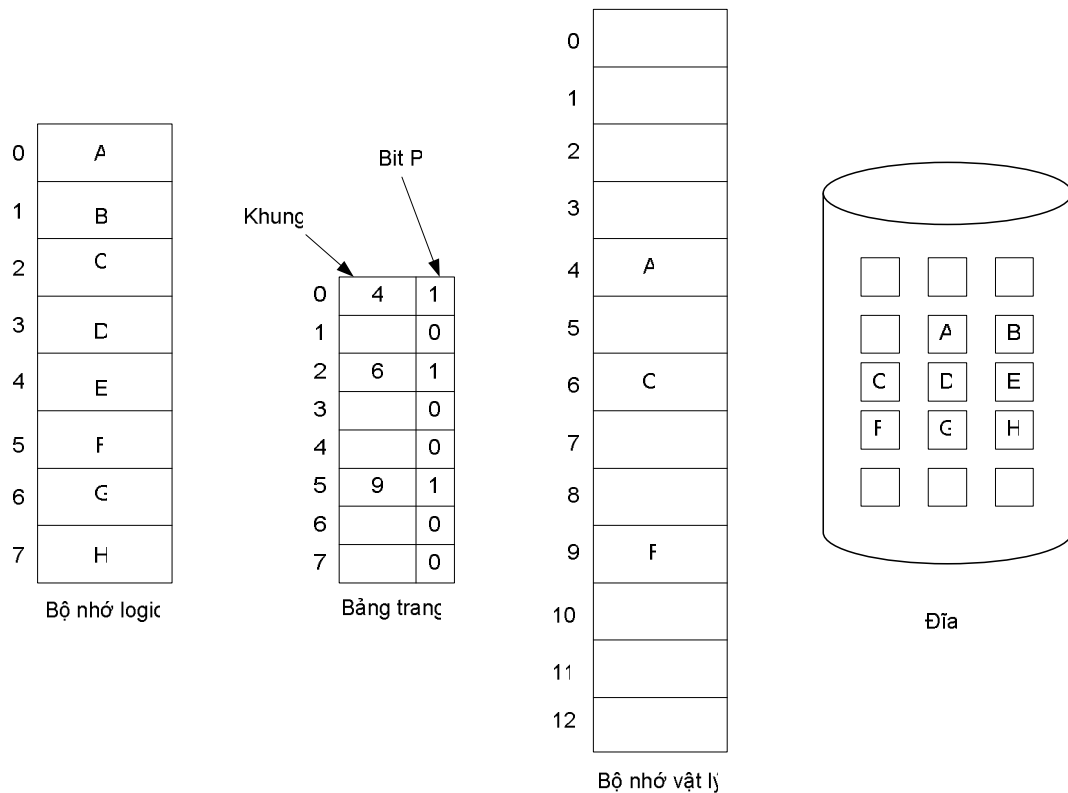 0 A
1 B
2 C
3 D
4 E
5 F
6 G
7 H
Bộ nhớ logic
Khung
Bit P
0 4 1
1 0
2 6 1
3 0
4 0
5 9 1
6 0
7 0
Bảng trang
0
1
2
3
4 A
5
6 C
7
8
9 F
10
11
12
Bộ nhớ vật lý
A B
C D E
F G H
Đĩa